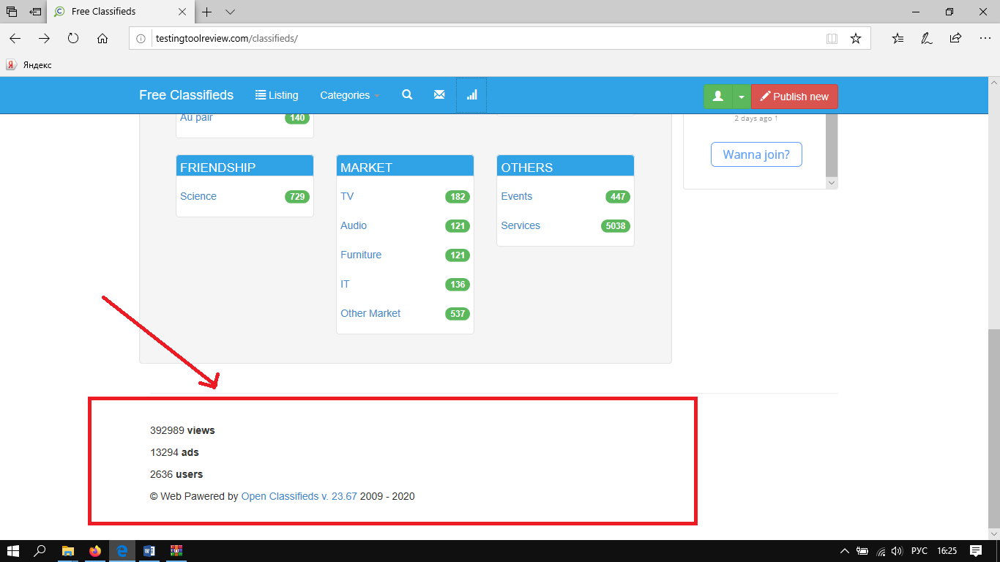 Free Classifieds
testingtoolreview.com/classifieds/
Яндекс
Free Classifieds Listing Categories Publish new
Au pair 140
2 days ago ↑
Wanna join?
FRIENDSHIP
Science 729
MARKET
TV 182
Audio 121
Furniture 121
IT 136
Other Market 537
OTHERS
Events 447
Services 5038
392989 views
13294 ads
2636 users
© Web Pawered by Open Classifieds v. 23.67 2009 - 2020
РУС 16:25